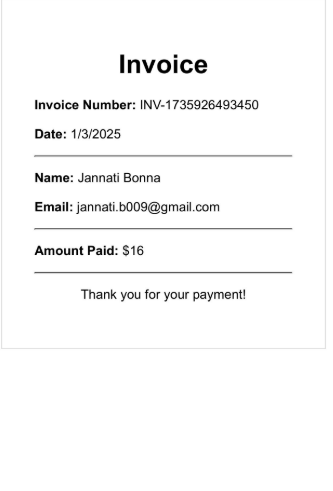 Invoice
Invoice Number: INV-1735926493450
Date: 1/3/2025
Name: Jannati Bonna
Email: jannati.b009@gmail.com
Amount Paid: $16
Thank you for your payment!